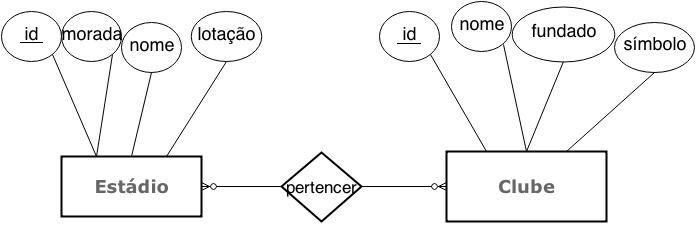 id
morada
nome
lotação
id
nome
fundado
símbolo
Estádio
pertencer
Clube